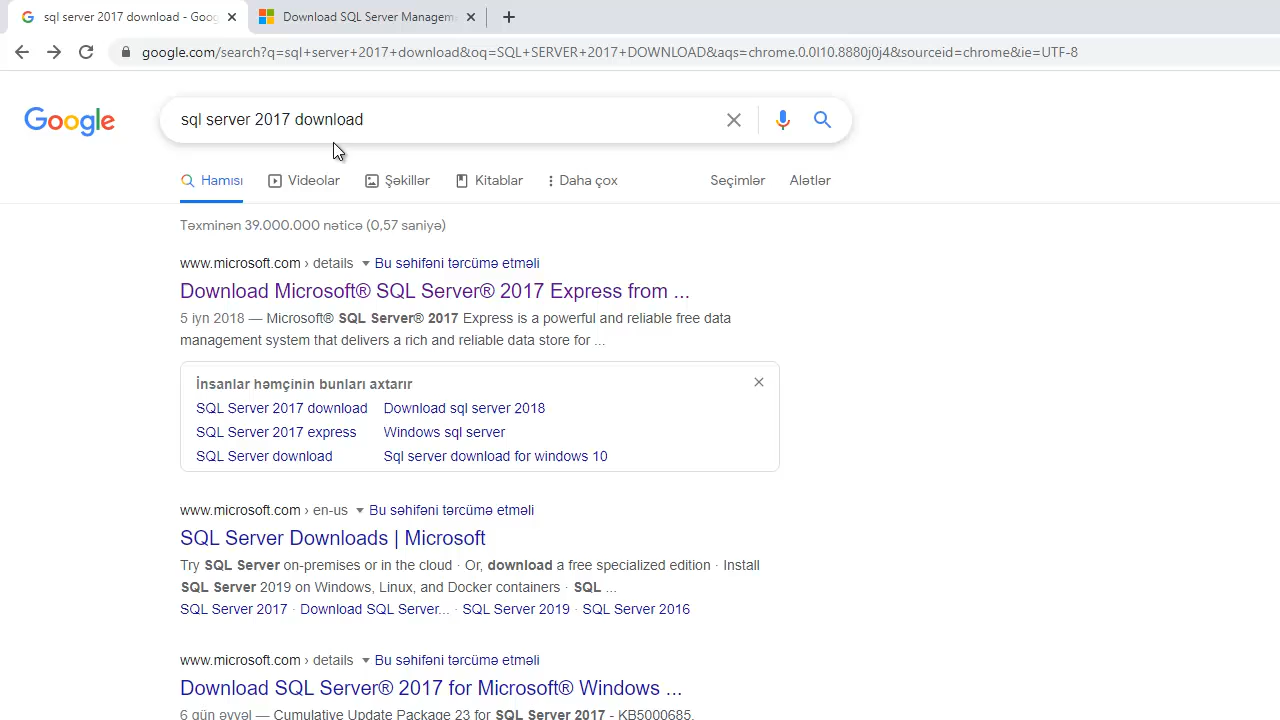 sql server 2017 download - Goog
Download SQL Server Managem
google.com/search?q=sql+server+2017+download&oq=SQL+SERVER+2017+DOWNLOAD&aqs=chrome.0.0l10.8880j0j4&sourceid=chrome&ie=UTF-8
Google
sql server 2017 download
Hamısı Videolar Şəkillər Kitablar Daha çox Seçimlər Alətlər
Təxminən 39.000.000 nəticə (0,57 saniyə)
www.microsoft.com › details Bu səhifəni tərcümə etməli
Download Microsoft® SQL Server® 2017 Express from ...
5 iyn 2018 — Microsoft® SQL Server® 2017 Express is a powerful and reliable free data
management system that delivers a rich and reliable data store for ...
İnsanlar həmçinin bunları axtarır
SQL Server 2017 download Download sql server 2018
SQL Server 2017 express Windows sql server
SQL Server download Sql server download for windows 10
www.microsoft.com › en-us Bu səhifəni tərcümə etməli
SQL Server Downloads | Microsoft
Try SQL Server on-premises or in the cloud · Or, download a free specialized edition · Install
SQL Server 2019 on Windows, Linux, and Docker containers · SQL ...
SQL Server 2017 · Download SQL Server... · SQL Server 2019 · SQL Server 2016
www.microsoft.com › details Bu səhifəni tərcümə etməli
Download SQL Server® 2017 for Microsoft® Windows ...
6 gün əvvəl — Cumulative Update Package 23 for SQL Server 2017 - KB5000685.